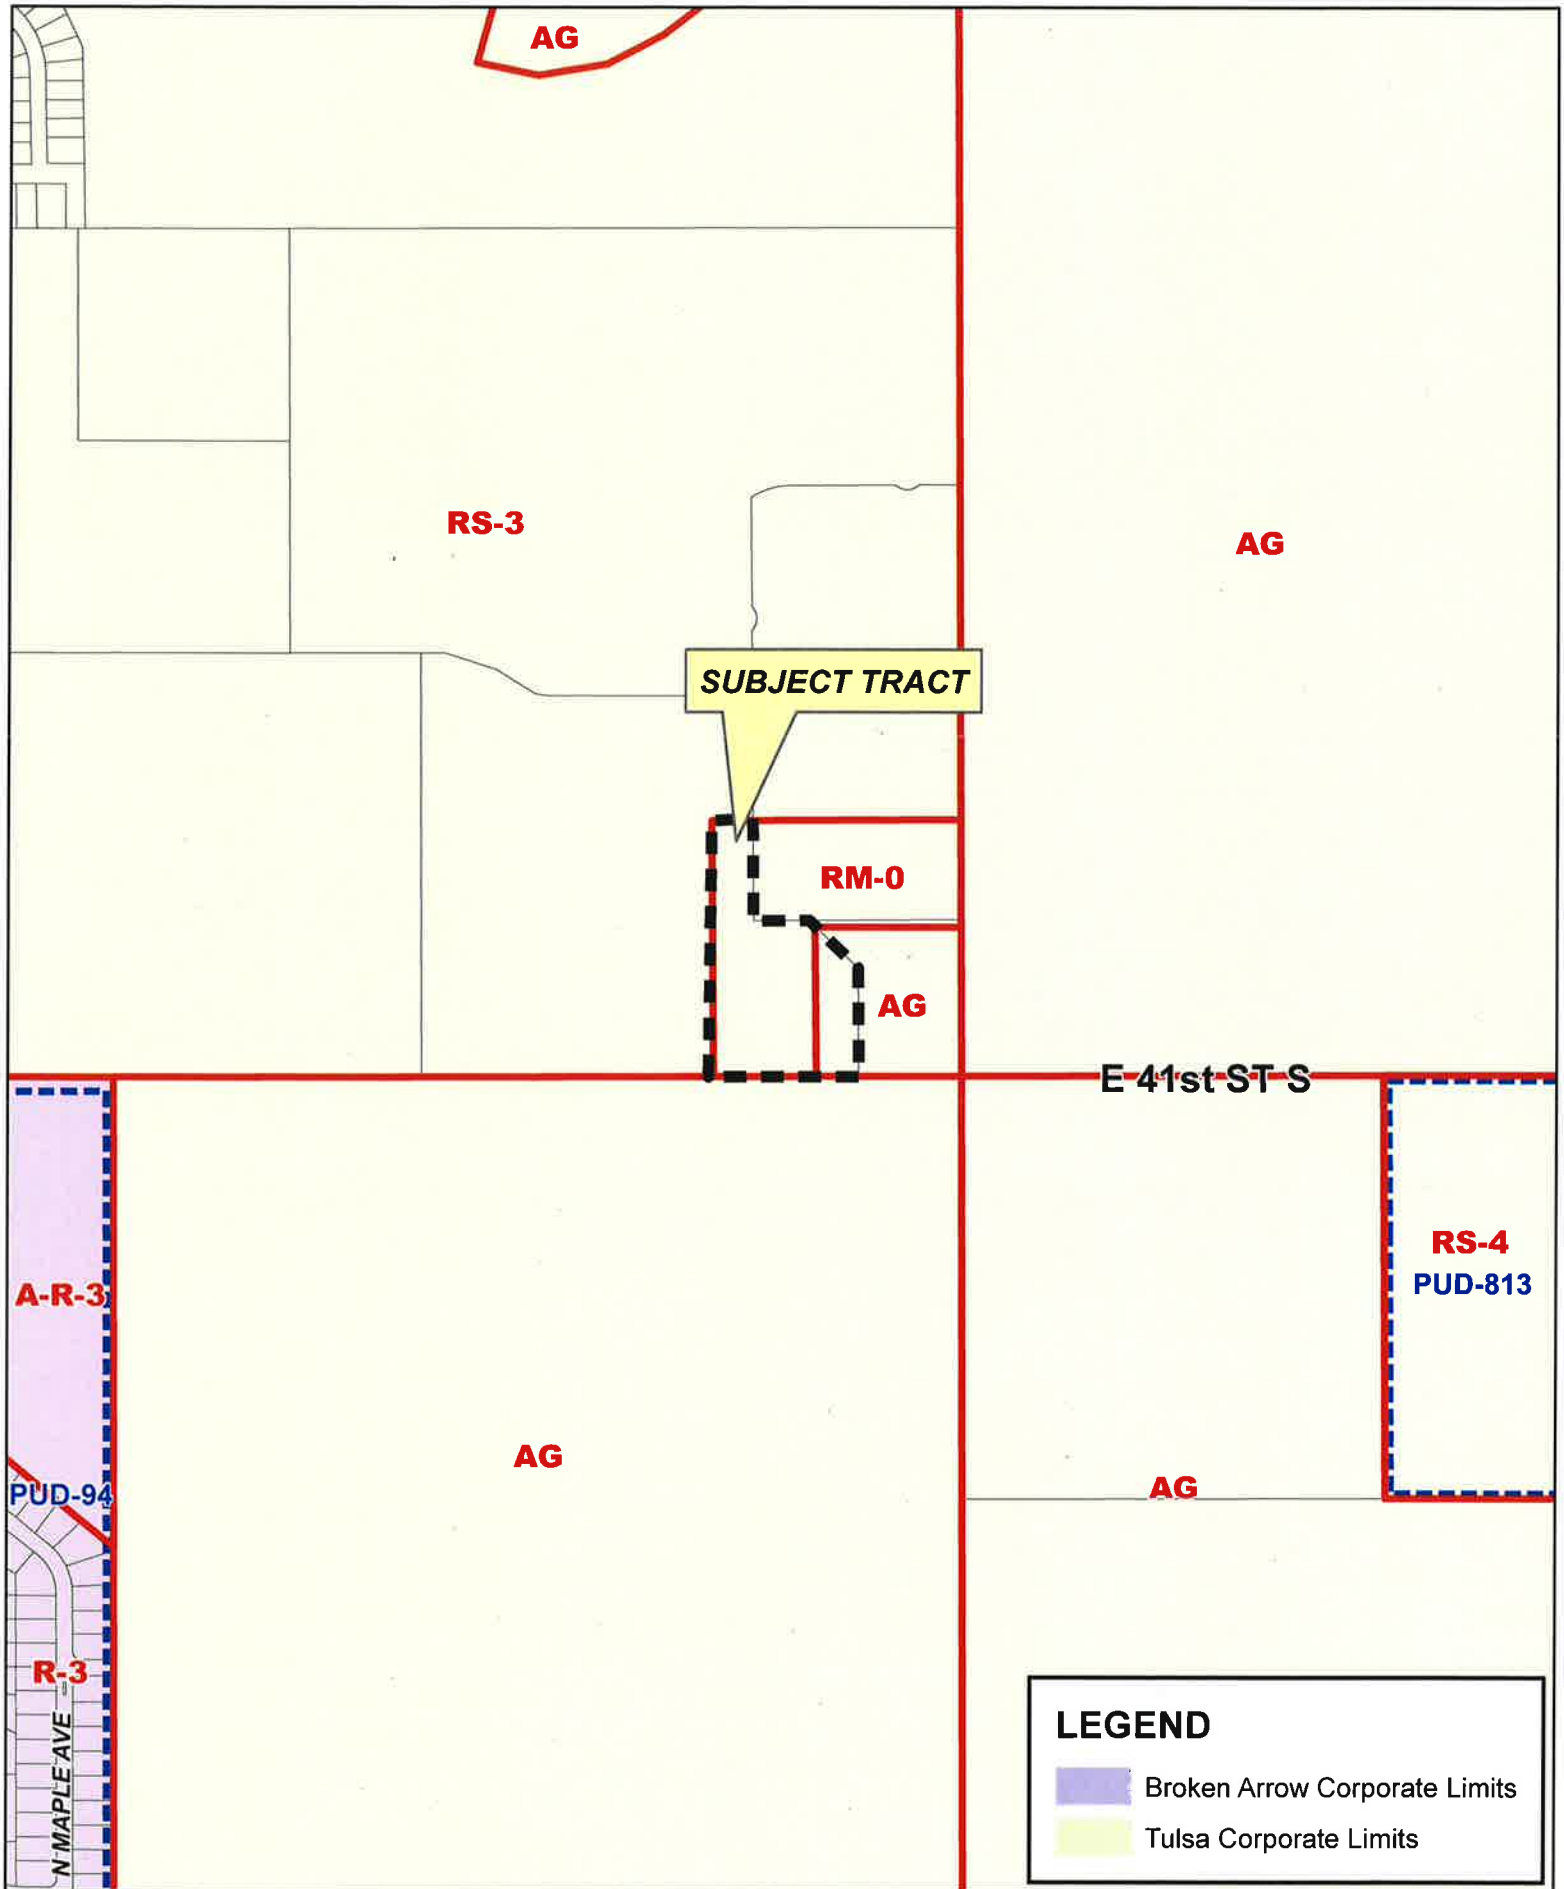 AG
RS-3
AG
SUBJECT TRACT
RM-0
AG
E 41st ST S
RS-4
PUD-813
A-R-3
AG
AG
PUD-94
R-3
N MAPLE AVE
LEGEND
Broken Arrow Corporate Limits
Tulsa Corporate Limits